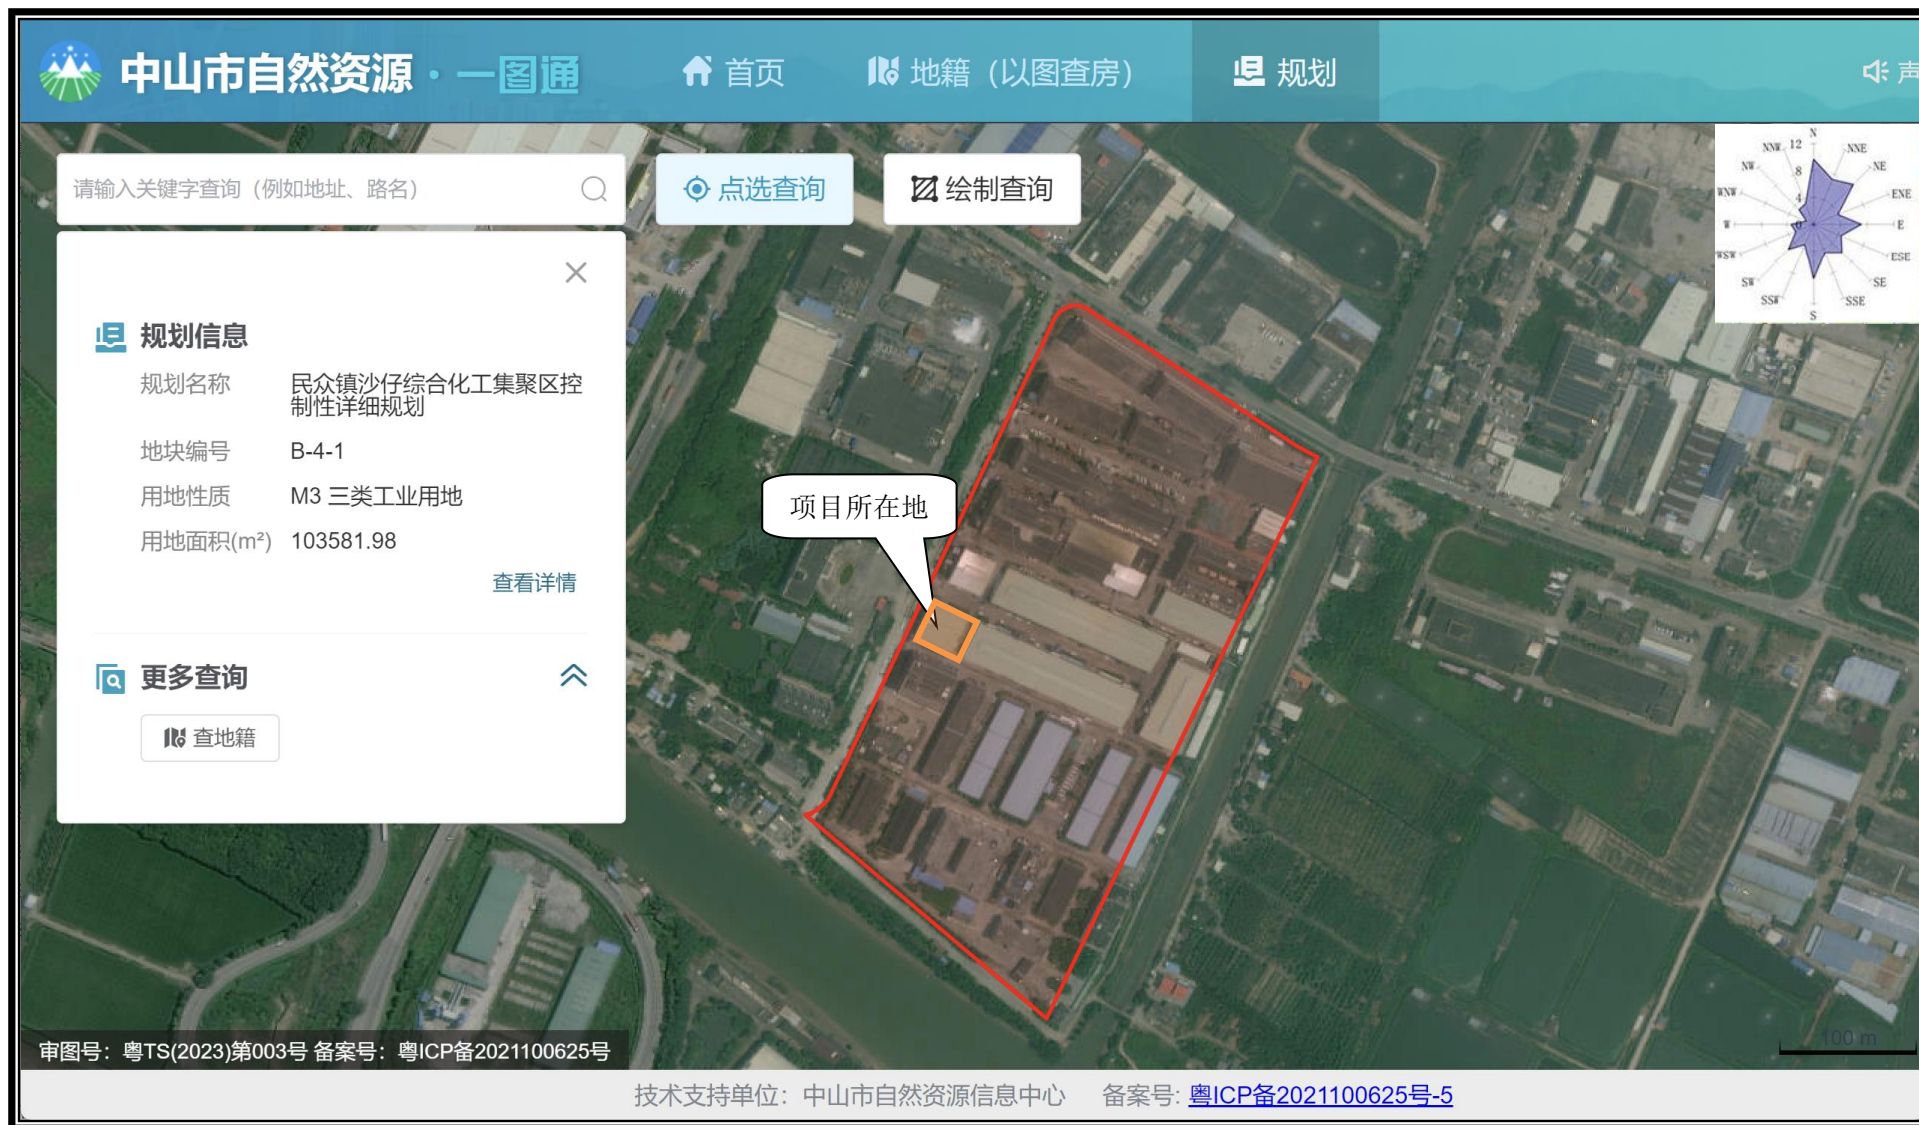 中山市自然资源·一图通
首页
地籍（以图查房）
规划
声
请输入关键字查询（例如地址、路名）
点选查询
绘制查询
规划信息
规划名称 民众镇沙仔综合化工集聚区控
制性详细规划
地块编号 B-4-1
用地性质 M3 三类工业用地
用地面积(m²) 103581.98
查看详情
更多查询
查地籍
项目所在地
N
NNE
NE
ENE
E
ESE
SE
SSE
S
SSW
SW
WSW
W
WNW
NW
NNW
12
8
4
0
100 m
审图号：粤TS(2023)第003号 备案号：粤ICP备2021100625号
技术支持单位：中山市自然资源信息中心 备案号: 粤ICP备2021100625号-5